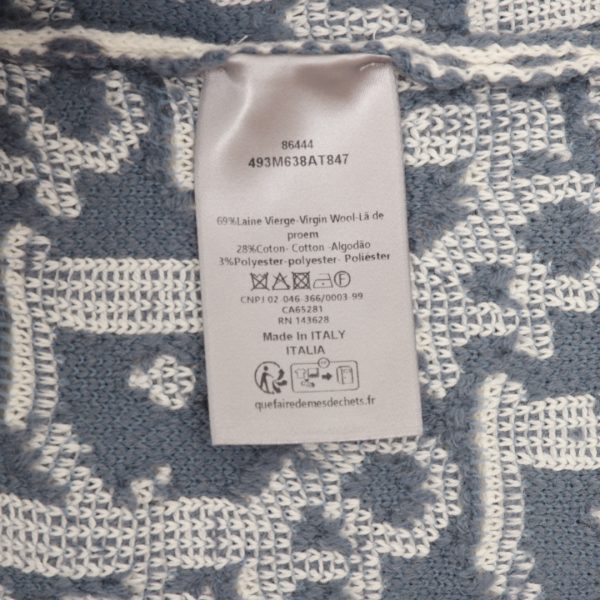 86444
493M638AT847
69%Laine Vierge-Virgin Wool-Lã de
proem
28%Coton- Cotton -Algodão
3%Polyester-polyester- Poliéster
CNPJ 02-046-366/0003-99
CA65281
RN 143628
Made In ITALY
ITALIA
quefairedemesdechets.fr